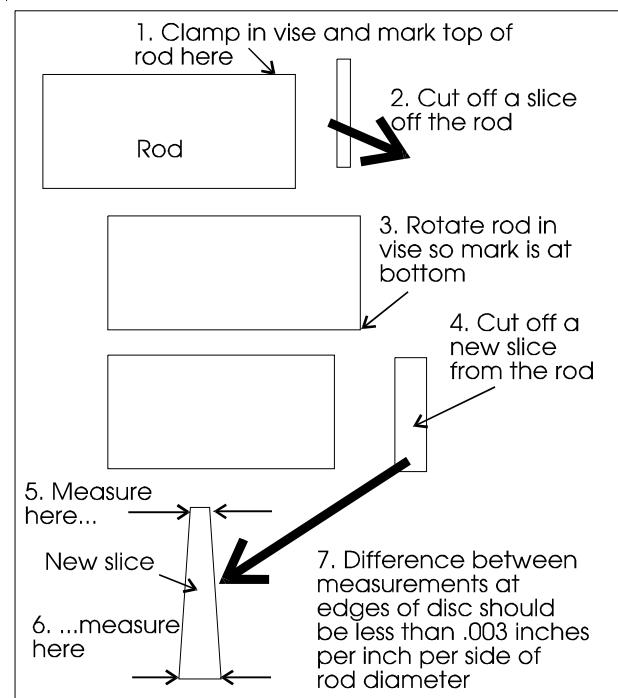 1. Clamp in vise and mark top of
rod here
Rod
2. Cut off a slice
off the rod
3. Rotate rod in
vise so mark is at
bottom
4. Cut off a
new slice
from the rod
5. Measure
here...
New slice
6. ...measure
here
7. Difference between
measurements at
edges of disc should
be less than .003 inches
per inch per side of
rod diameter